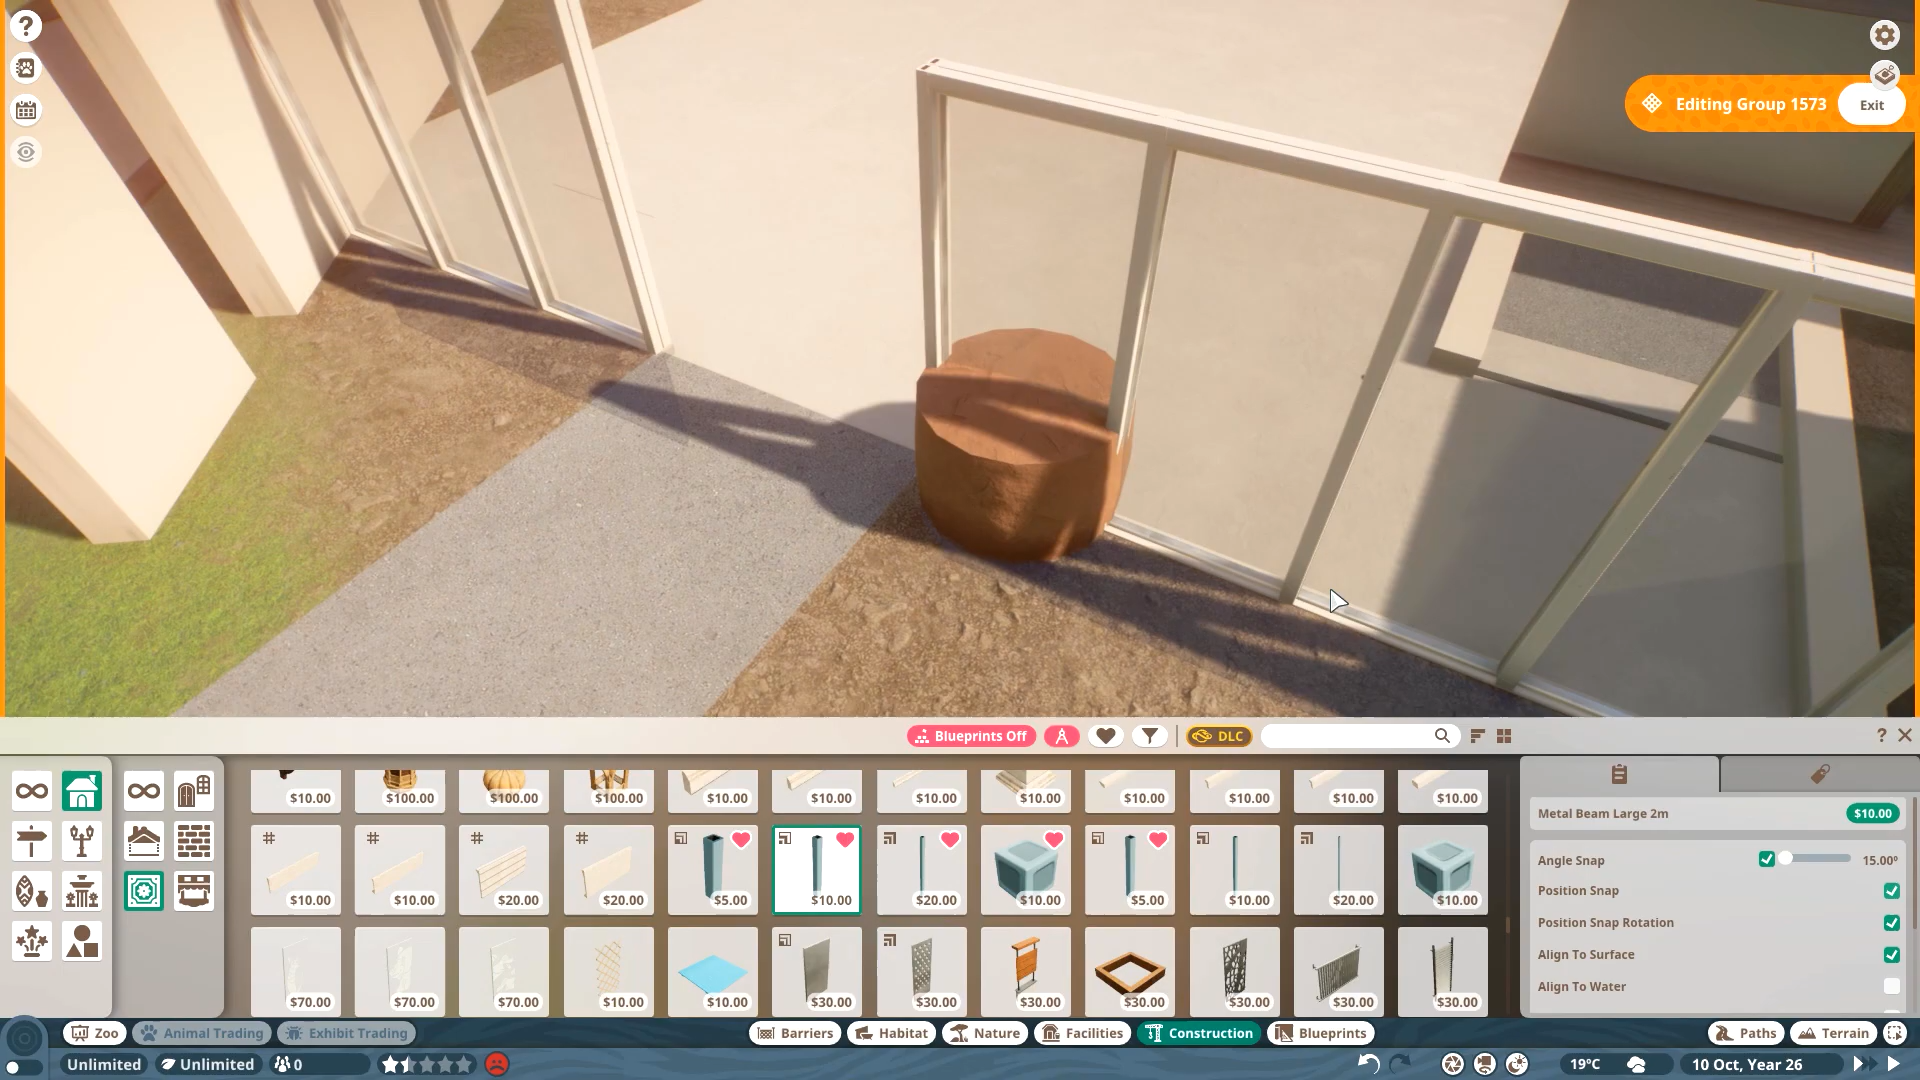 ?
Editing Group 1573
Exit
Blueprints Off
DLC
?
$10.00 $100.00 $100.00 $100.00 $10.00 $10.00 $10.00 $10.00 $10.00 $10.00 $10.00 $10.00
$10.00 $10.00 $20.00 $20.00 $5.00 $10.00 $20.00 $10.00 $5.00 $10.00 $20.00 $10.00
$70.00 $70.00 $70.00 $10.00 $10.00 $30.00 $30.00 $30.00 $30.00 $30.00 $30.00 $30.00
Metal Beam Large 2m $10.00
Angle Snap 15.00º
Position Snap
Position Snap Rotation
Align To Surface
Align To Water
Zoo Animal Trading Exhibit Trading Barriers Habitat Nature Facilities Construction Blueprints Paths Terrain
Unlimited Unlimited 0 19°C 10 Oct, Year 26